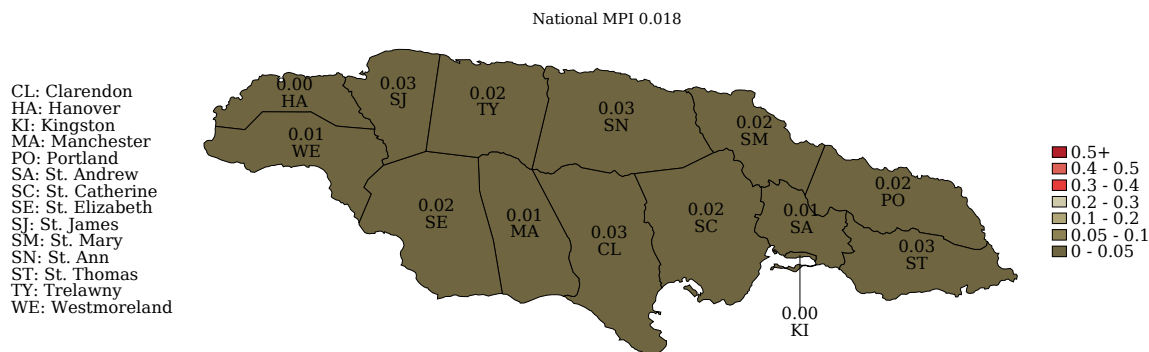 National MPI 0.018
CL: Clarendon
HA: Hanover
KI: Kingston
MA: Manchester
PO: Portland
SA: St. Andrew
SC: St. Catherine
SE: St. Elizabeth
SJ: St. James
SM: St. Mary
SN: St. Ann
ST: St. Thomas
TY: Trelawny
WE: Westmoreland
0.00
HA
0.01
WE
0.03
SJ
0.02
TY
0.03
SN
0.02
SM
0.02
PO
0.02
SE
0.01
MA
0.03
CL
0.02
SC
0.01
SA
0.03
ST
0.00
KI
0.5+
0.4 - 0.5
0.3 - 0.4
0.2 - 0.3
0.1 - 0.2
0.05 - 0.1
0 - 0.05